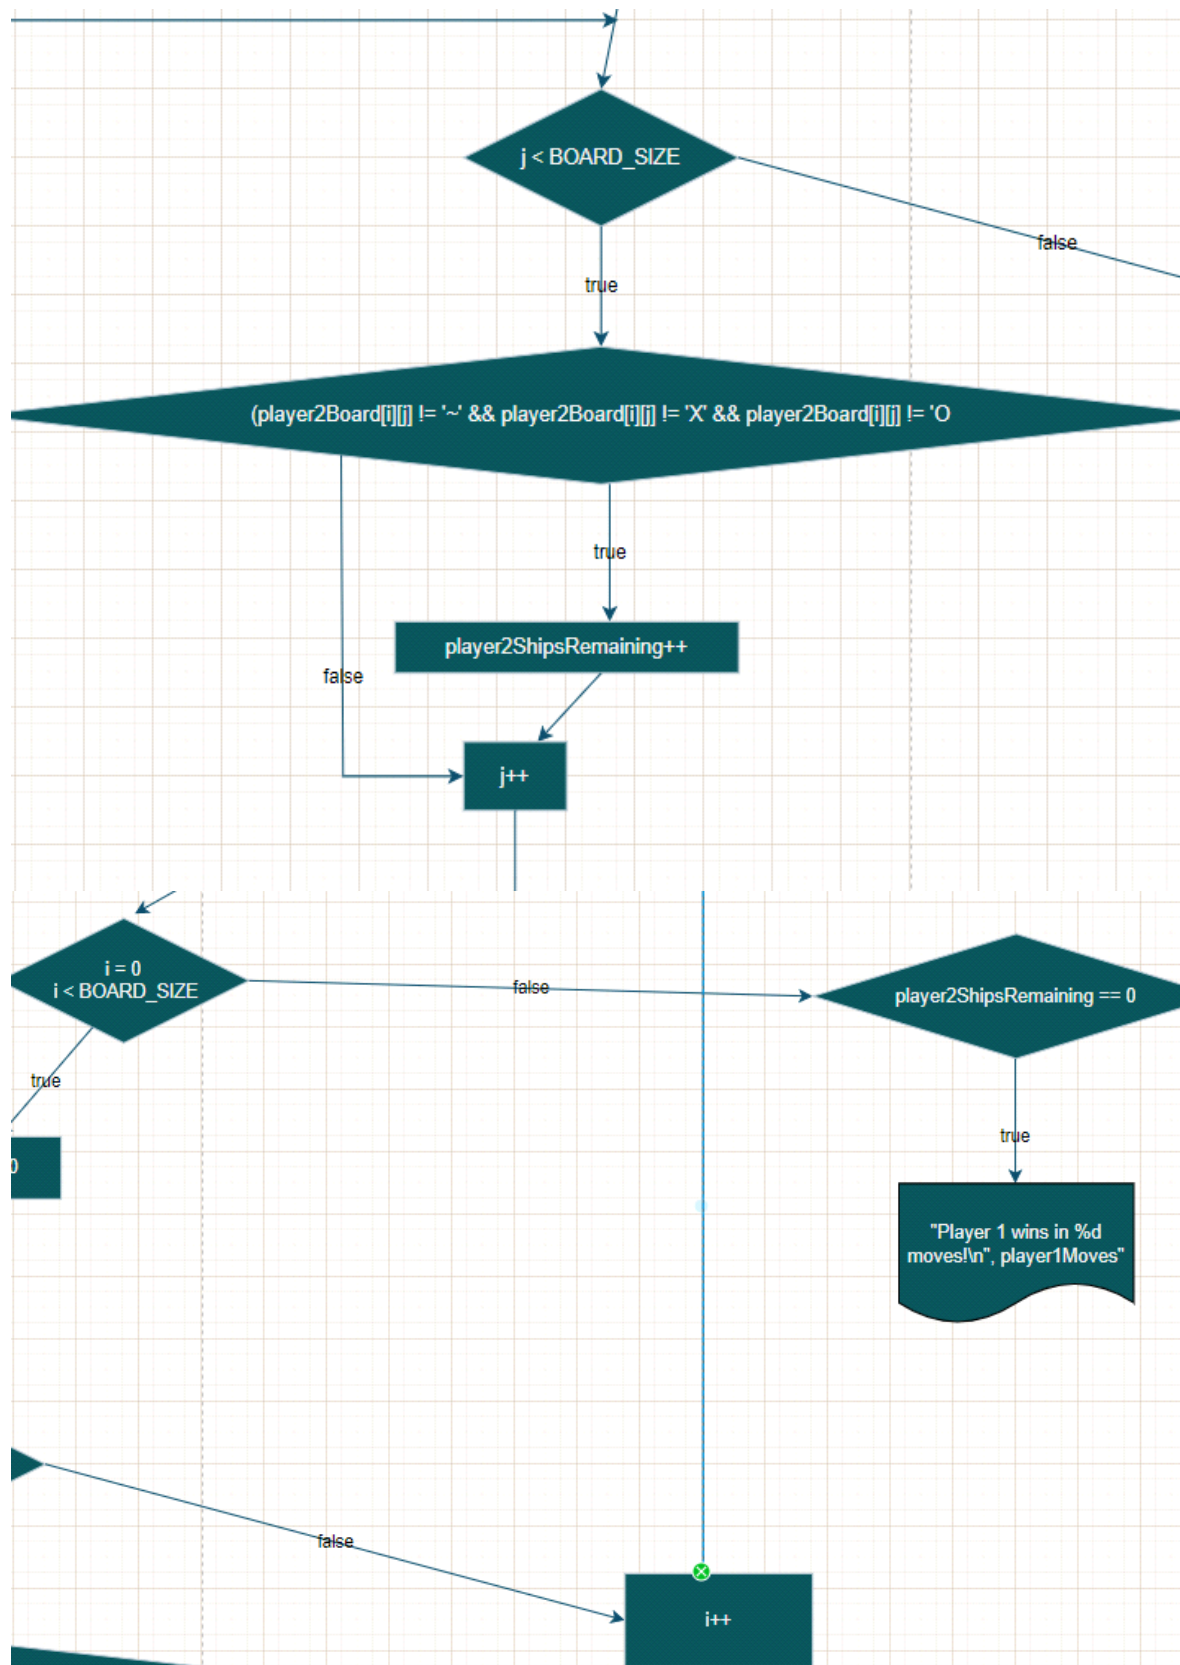 j < BOARD_SIZE
false
true
(player2Board[i][j] != '~' && player2Board[i][j] != 'X' && player2Board[i][j] != 'O
true
player2ShipsRemaining++
false
j++
i = 0
i < BOARD_SIZE
false
player2ShipsRemaining == 0
true
true
0
"Player 1 wins in %d
moves!\n", player1Moves"
false
i++